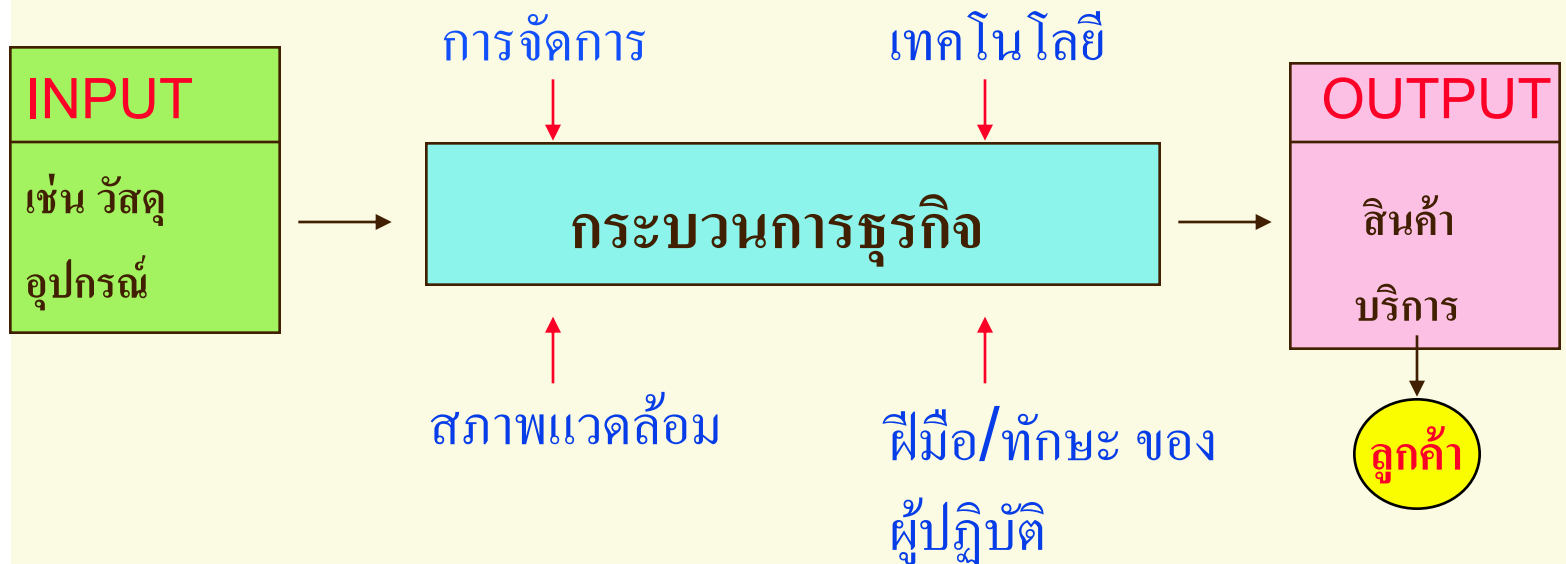 การจัดการ
เทคโนโลยี
INPUT
เช่น วัสดุ
อุปกรณ์
กระบวนการธุรกิจ
OUTPUT
สินค้า
บริการ
สภาพแวดล้อม
ฝีมือ/ทักษะ ของ
ผู้ปฏิบัติ
ลูกค้า